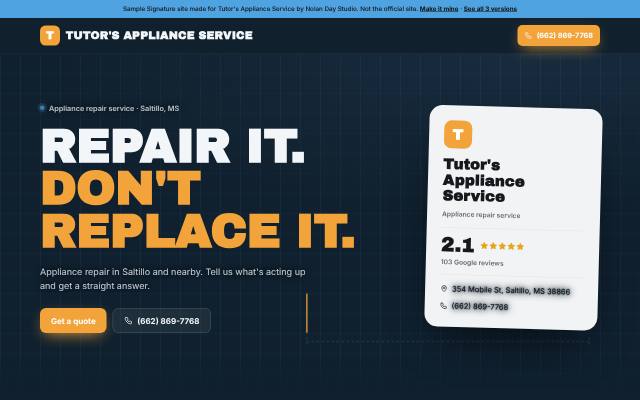 Sample Signature site made for Tutor's Appliance Service by Nolan Day Studio. Not the official site. Make it mine · See all 3 versions
T TUTOR'S APPLIANCE SERVICE
(662) 869-7768
Appliance repair service · Saltillo, MS
REPAIR IT.
DON'T
REPLACE IT.
Appliance repair in Saltillo and nearby. Tell us what's acting up
and get a straight answer.
Get a quote
(662) 869-7768
T
Tutor's
Appliance
Service
Appliance repair service
2.1 ★★★★★
103 Google reviews
354 Mobile St, Saltillo, MS 38866
(662) 869-7768